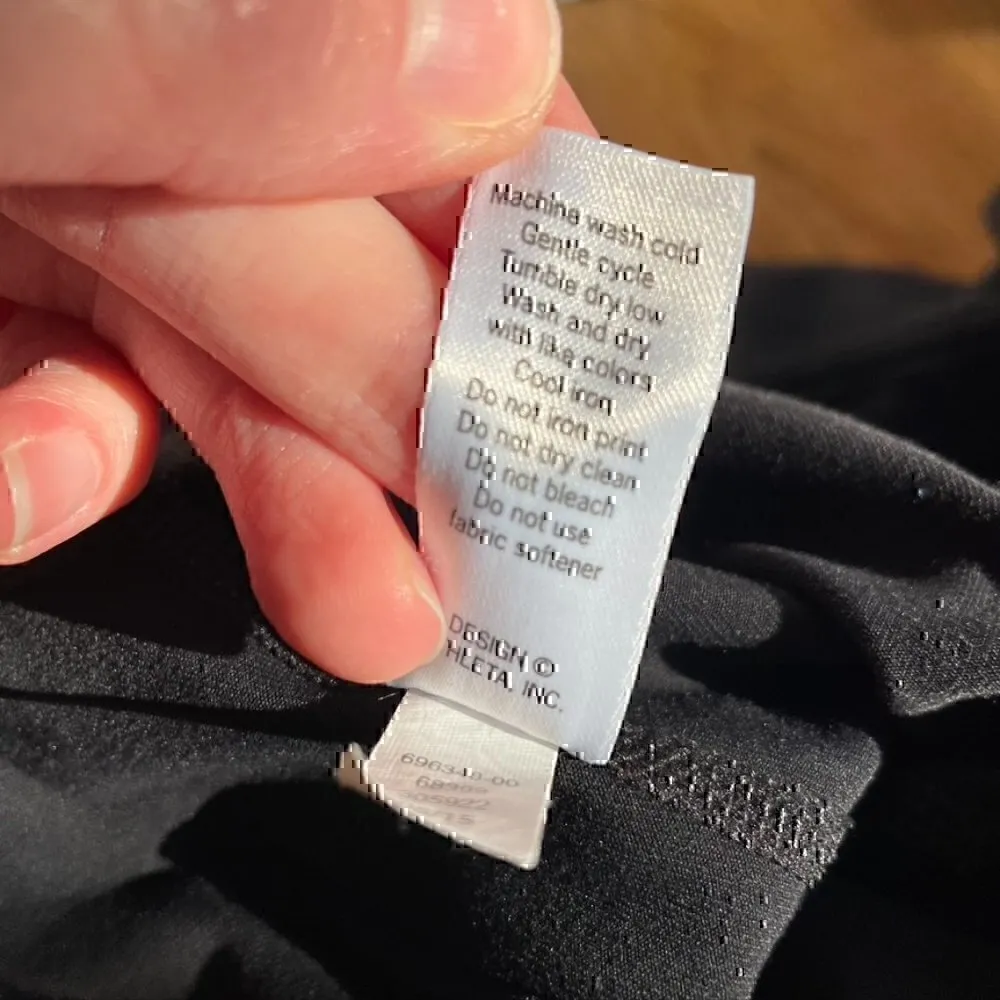 Machine wash cold
Gentle cycle
Tumble dry low
Wash and dry
with like colors
Cool iron
Do not iron print
Do not dry clean
Do not bleach
Do not use
fabric softener
DESIGN ©
HLETA, INC.